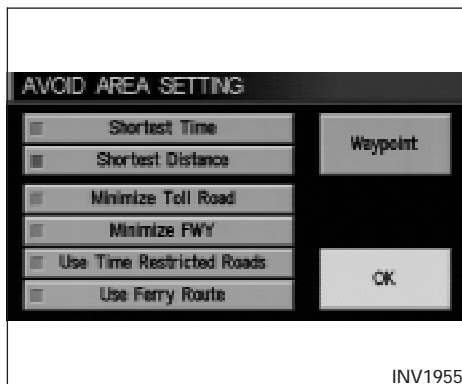 AVOID AREA SETTING
Shortest Time
Shortest Distance
Waypoint
Minimize Toll Road
Minimize FWY
Use Time Restricted Roads
Use Ferry Route
OK
INV1955